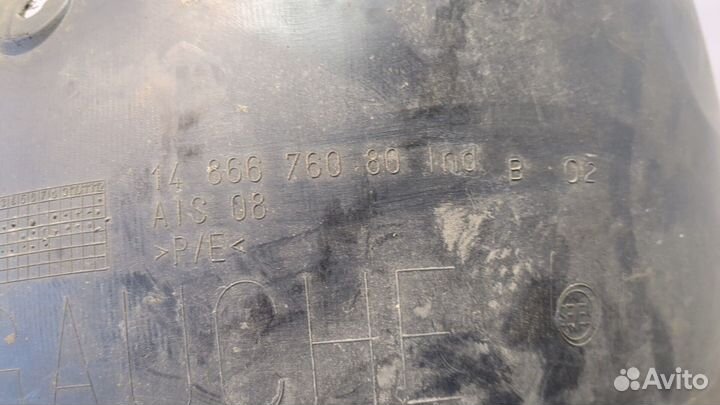 14 866 760 80 Ind B 02
AIS 08
>P/E<
GAUCHE
Avito